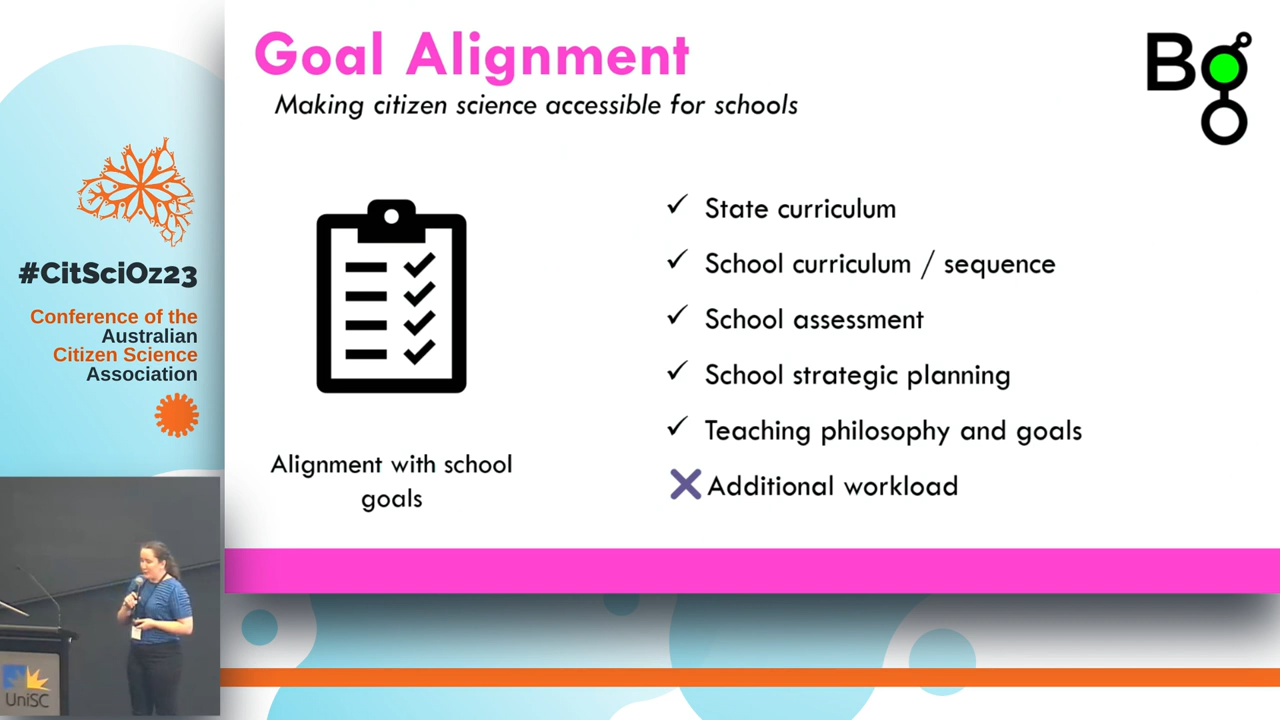 Goal Alignment
Making citizen science accessible for schools
Bg
#CitSciOz23
Conference of the
Australian
Citizen Science
Association
State curriculum
School curriculum / sequence
School assessment
School strategic planning
Teaching philosophy and goals
Additional workload
Alignment with school
goals
UniSC